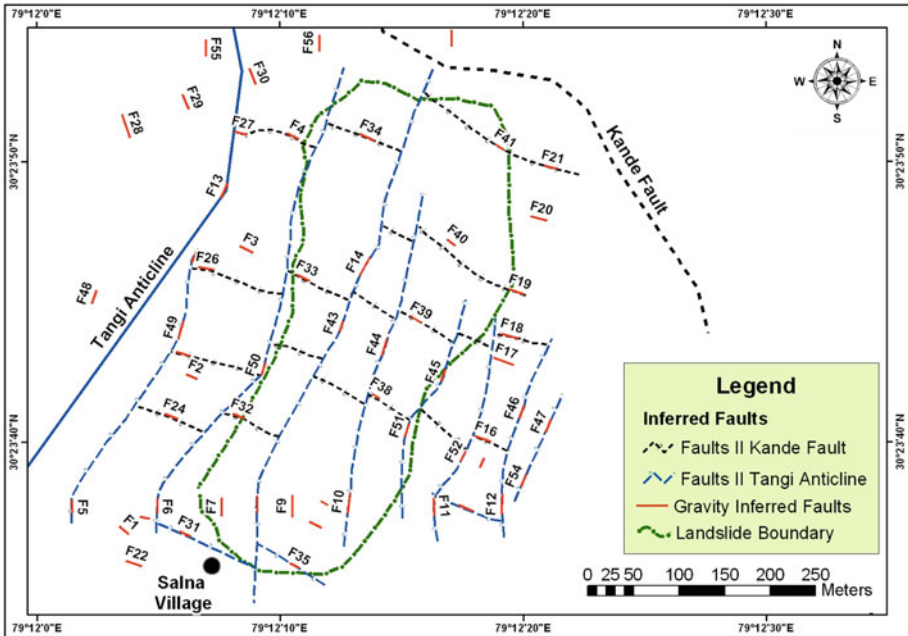 79°12'0"E 79°12'10"E 79°12'20"E 79°12'30"E
F55
F56
F30
F29
F28
F27
F4
F34
F41
F21
N
W E
S
30°23'5,0"N
30°23'5,0"N
Kande Fault
F13
F20
F3
F40
F26
F33
F14
F19
F48
Tangi Anticline
F49
F43
F39
F18
F17
F44
F2
F50
F45
F38
F24
F32
F46
F47
F51
F16
F52
F54
30°23'40"N
30°23'40"N
F5
F6
F7
F9
F10
F11
F12
F1
F31
F22
F35
Salna
Village
Legend
Inferred Faults
Faults II Kande Fault
Faults II Tangi Anticline
Gravity Inferred Faults
Landslide Boundary
0 25 50 100 150 200 250
Meters
79°12'0"E 79°12'10"E 79°12'20"E 79°12'30"E